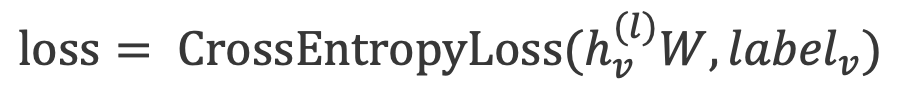 loss = CrossEntropyLoss(h_v^{(l)}W, label_v)